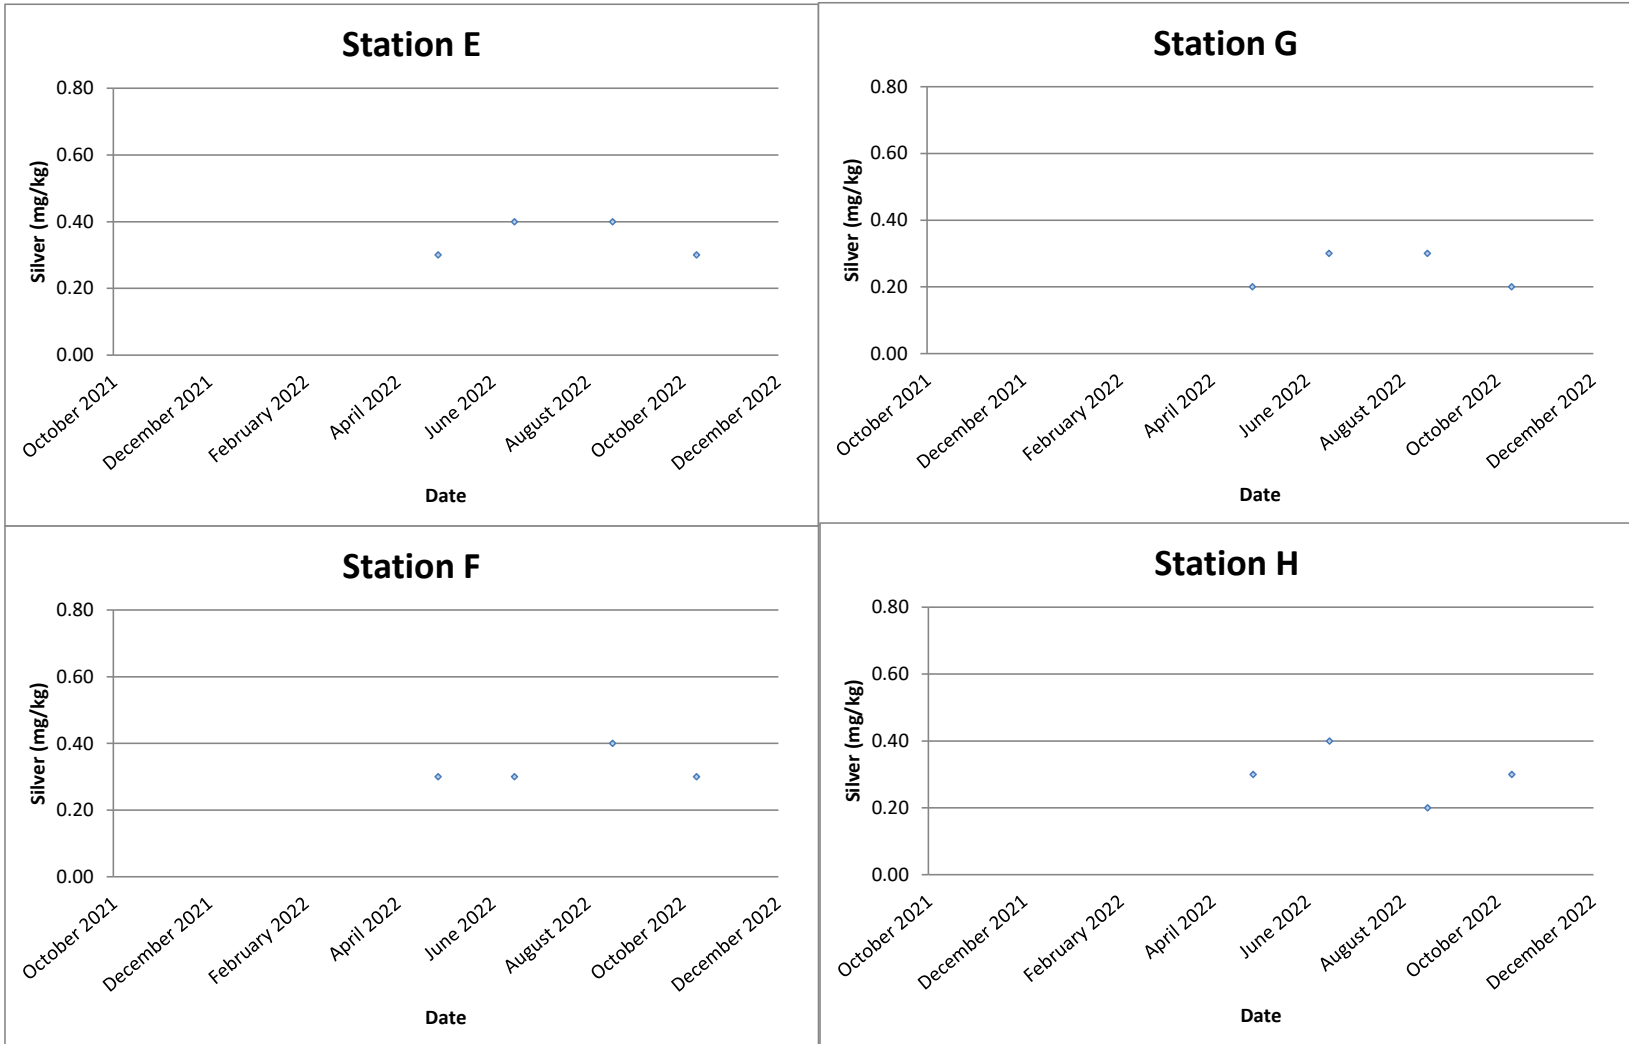 Station E
0.80
0.60
0.40
0.20
0.00
Silver (mg/kg)
October 2021
December 2021
February 2022
April 2022
June 2022
August 2022
October 2022
December 2022
Date
Station G
0.80
0.60
0.40
0.20
0.00
Silver (mg/kg)
October 2021
December 2021
February 2022
April 2022
June 2022
August 2022
October 2022
December 2022
Date
Station F
0.80
0.60
0.40
0.20
0.00
Silver (mg/kg)
October 2021
December 2021
February 2022
April 2022
June 2022
August 2022
October 2022
December 2022
Date
Station H
0.80
0.60
0.40
0.20
0.00
Silver (mg/kg)
October 2021
December 2021
February 2022
April 2022
June 2022
August 2022
October 2022
December 2022
Date